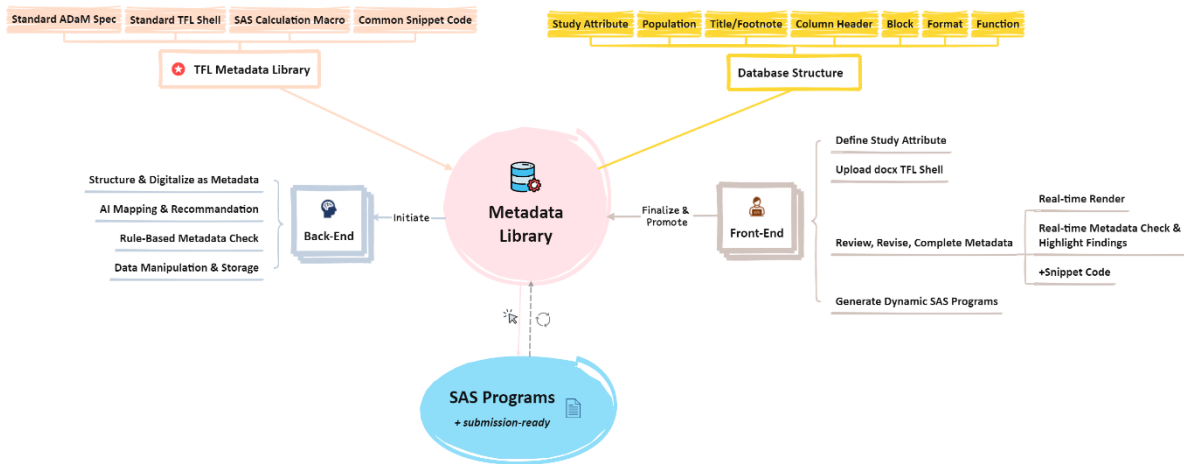 Standard ADaM Spec
Standard TFL Shell
SAS Calculation Macro
Common Snippet Code
TFL Metadata Library
Study Attribute
Population
Title/Footnote
Column Header
Block
Format
Function
Database Structure
Structure & Digitalize as Metadata
AI Mapping & Recommandation
Rule-Based Metadata Check
Data Manipulation & Storage
Back-End
Initiate
Metadata
Library
Finalize &
Promote
Front-End
Define Study Attribute
Upload docx TFL Shell
Review, Revise, Complete Metadata
Generate Dynamic SAS Programs
Real-time Render
Real-time Metadata Check &
Highlight Findings
+Snippet Code
SAS Programs
+ submission-ready